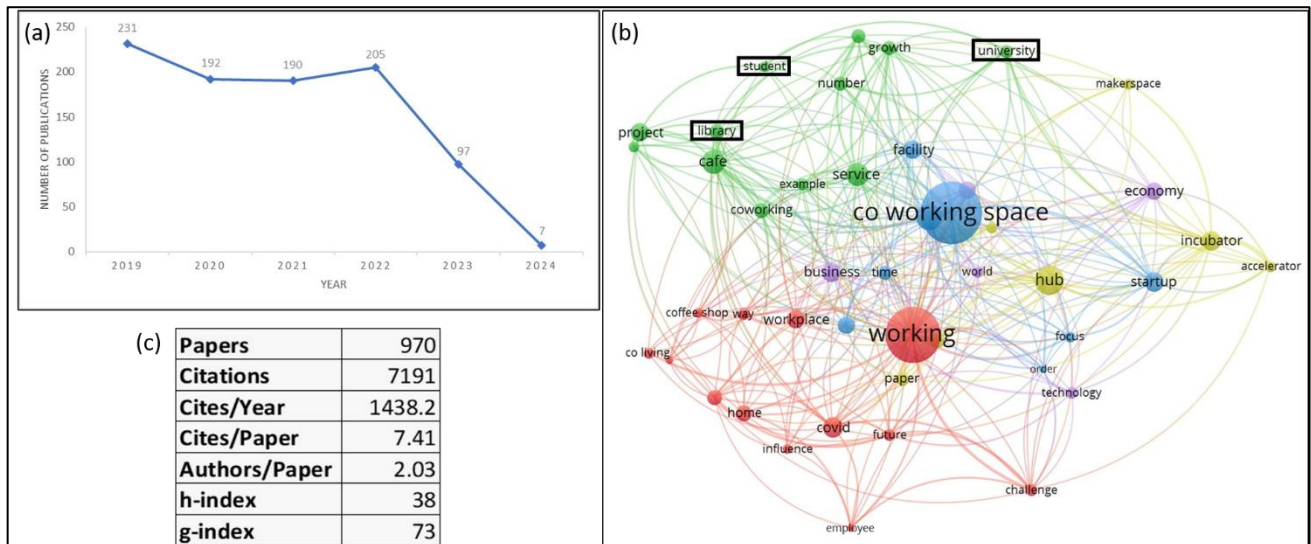 (a)
NUMBER OF PUBLICATIONS
250
200
150
100
50
0
231
192
190
205
97
7
2019 2020 2021 2022 2023 2024
YEAR
(b)
growth
university
student
makerspace
number
library
project
cafe
facility
service
example
economy
co working space
coworking
incubator
accelerator
business
time
world
hub
startup
coffee shop
way
workplace
working
focus
co living
order
paper
technology
home
covid
future
influence
challenge
employee
(c)
Papers 970
Citations 7191
Cites/Year 1438.2
Cites/Paper 7.41
Authors/Paper 2.03
h-index 38
g-index 73